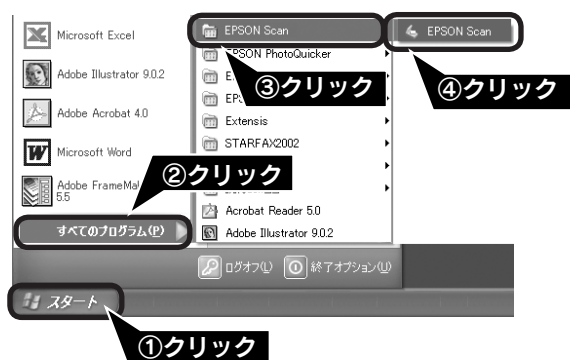 Microsoft Excel
Adobe Illustrator 9.0.2
Adobe Acrobat 4.0
Microsoft Word
Adobe FrameMa
5.5
すべてのプログラム(P)
EPSON Scan
EPSON PhotoQuicker
E
EPS
Extensis
STARFAX2002
Acrobat Reader 5.0
Adobe Illustrator 9.0.2
EPSON Scan
③クリック
④クリック
②クリック
ログオフ(L)
終了オプション(U)
スタート
①クリック